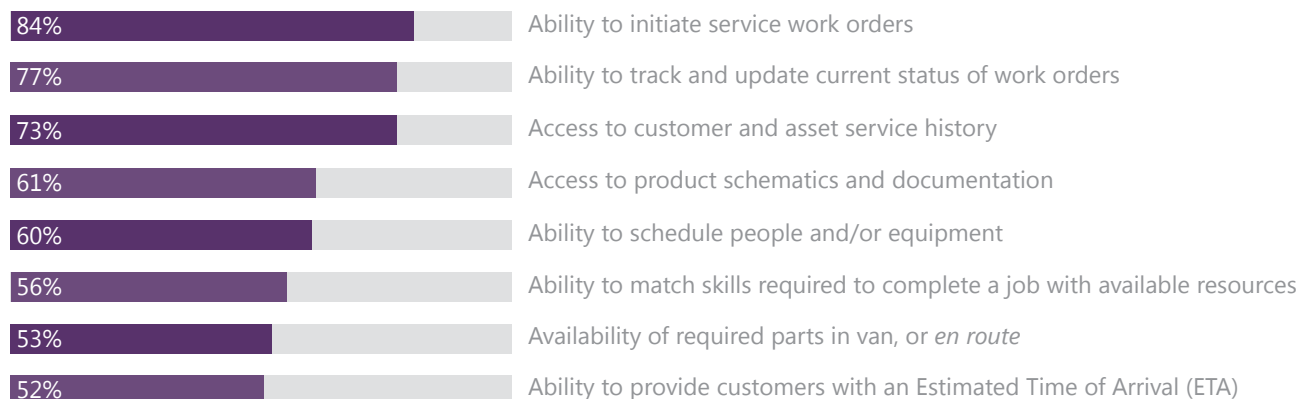 84% Ability to initiate service work orders
77% Ability to track and update current status of work orders
73% Access to customer and asset service history
61% Access to product schematics and documentation
60% Ability to schedule people and/or equipment
56% Ability to match skills required to complete a job with available resources
53% Availability of required parts in van, or en route
52% Ability to provide customers with an Estimated Time of Arrival (ETA)